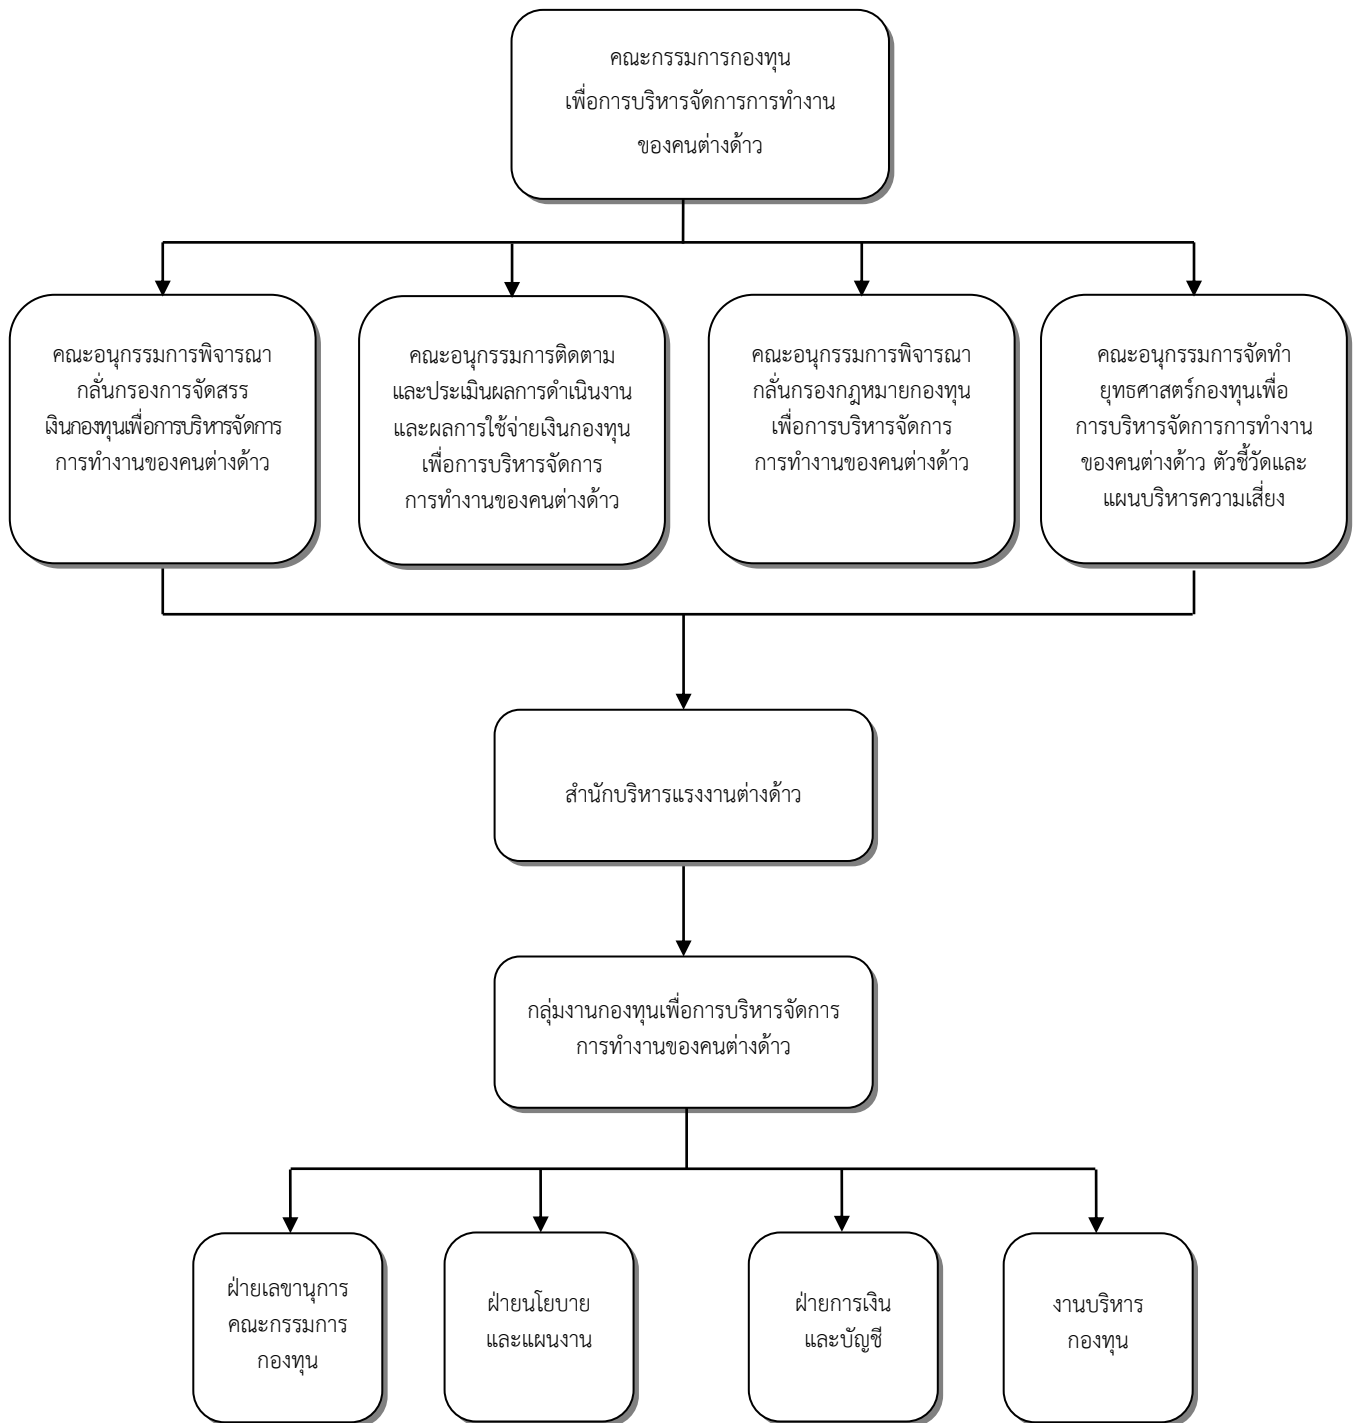 คณะกรรมการกองทุน
เพื่อการบริหารจัดการการทำงาน
ของคนต่างด้าว
คณะอนุกรรมการพิจารณา
กลั่นกรองการจัดสรร
เงินกองทุนเพื่อการบริหารจัดการ
การทำงานของคนต่างด้าว
คณะอนุกรรมการติดตาม
และประเมินผลการดำเนินงาน
และผลการใช้จ่ายเงินกองทุน
เพื่อการบริหารจัดการ
การทำงานของคนต่างด้าว
คณะอนุกรรมการพิจารณา
กลั่นกรองกฎหมายกองทุน
เพื่อการบริหารจัดการ
การทำงานของคนต่างด้าว
คณะอนุกรรมการจัดทำ
ยุทธศาสตร์กองทุนเพื่อ
การบริหารจัดการการทำงาน
ของคนต่างด้าว ตัวชี้วัดและ
แผนบริหารความเสี่ยง
สำนักบริหารแรงงานต่างด้าว
กลุ่มงานกองทุนเพื่อการบริหารจัดการ
การทำงานของคนต่างด้าว
ฝ่ายเลขานุการ
คณะกรรมการ
กองทุน
ฝ่ายนโยบาย
และแผนงาน
ฝ่ายการเงิน
และบัญชี
งานบริหาร
กองทุน